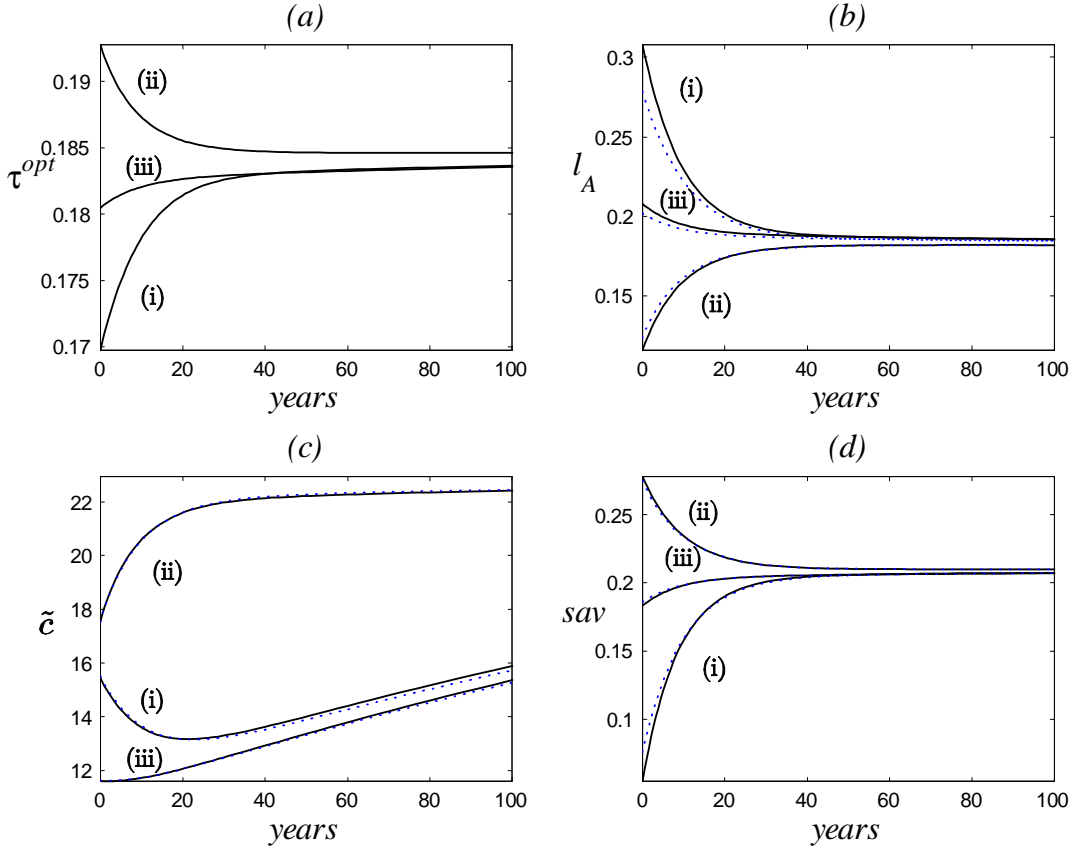 (a)
0.19
0.185
0.18
0.175
0.17
τ^opt
(ii)
(iii)
(i)
0 20 40 60 80 100
years
(b)
0.3
0.25
0.2
0.15
l_A
(i)
(iii)
(ii)
0 20 40 60 80 100
years
(c)
22
20
18
16
14
12
c̃
(ii)
(i)
(iii)
0 20 40 60 80 100
years
(d)
0.25
0.2
0.15
0.1
sav
(ii)
(iii)
(i)
0 20 40 60 80 100
years